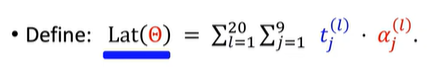 • Define: Lat(Θ) = ∑_{l=1}^{20} ∑_{j=1}^{9} t_j^{(l)} · α_j^{(l)}.